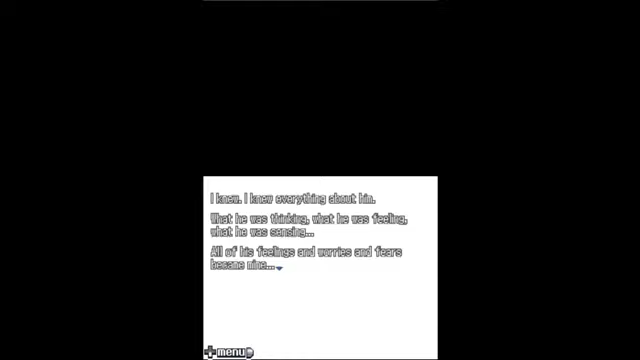 I knew. I knew everything about him.
What he was thinking, what he was feeling,
what he was sensing...
All of his feelings and worries and fears
became mine...
menu